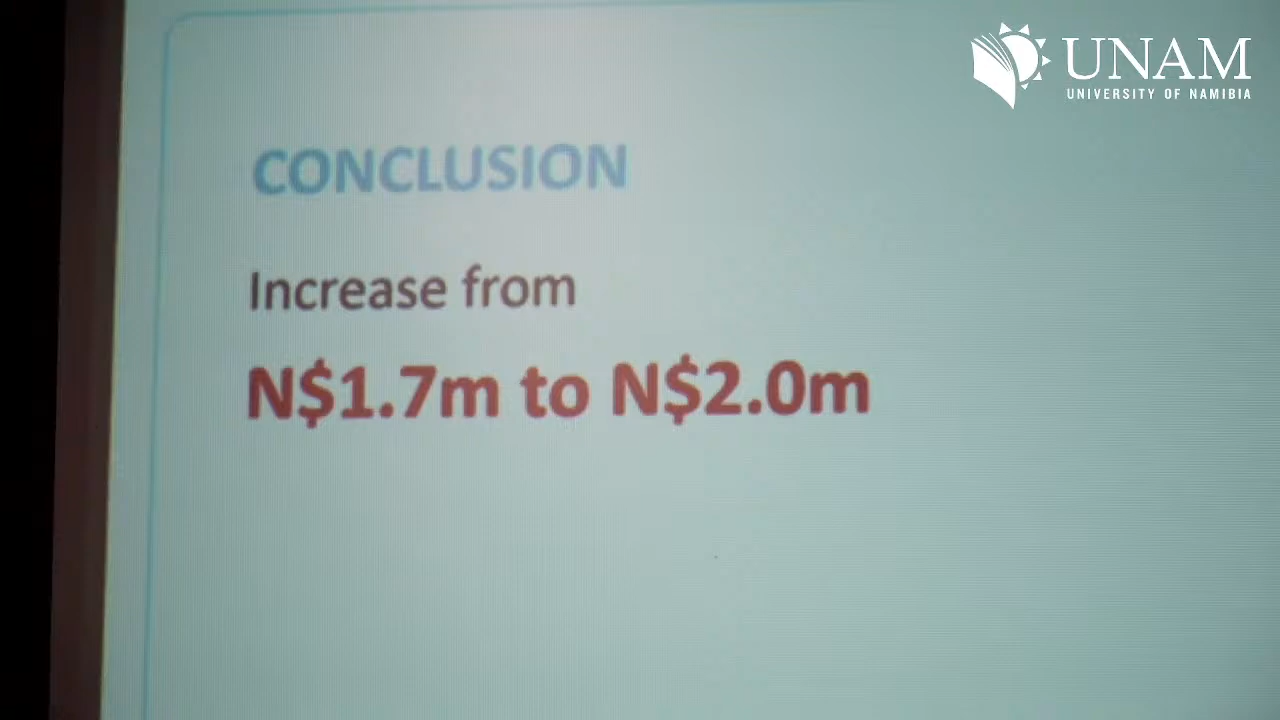 UNAM
UNIVERSITY OF NAMIBIA
CONCLUSION
Increase from
N$1.7m to N$2.0m